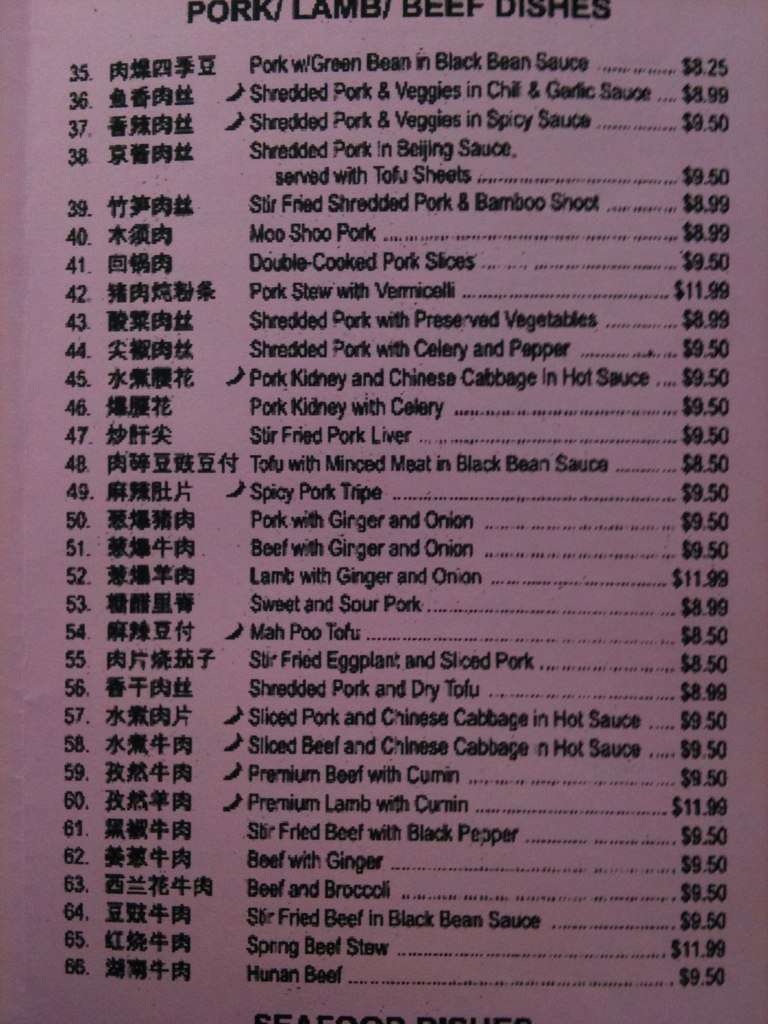 PORK/ LAMB/ BEEF DISHES
35. 肉爆四季豆 Pork w/Green Bean in Black Bean Sauce .............. $8.25
36. 鱼香肉丝 Shredded Pork & Veggies in Chili & Garlic Sauce .... $8.99
37. 香辣肉丝 Shredded Pork & Veggies in Spicy Sauce .............. $9.50
38. 京酱肉丝 Shredded Pork in Beijing Sauce,
served with Tofu Sheets .............. $9.50
39. 竹笋肉丝 Stir Fried Shredded Pork & Bamboo Shoot .............. $8.99
40. 木须肉 Moo Shoo Pork .............. $8.99
41. 回锅肉 Double-Cooked Pork Slices .............. $9.50
42. 猪肉炖粉条 Pork Stew with Vermicelli .............. $11.99
43. 酸菜肉丝 Shredded Pork with Preserved Vegetables .............. $8.99
44. 尖椒肉丝 Shredded Pork with Celery and Pepper .............. $9.50
45. 水煮腰花 Pork Kidney and Chinese Cabbage in Hot Sauce .... $9.50
46. 爆腰花 Pork Kidney with Celery .............. $9.50
47. 炒肝尖 Stir Fried Pork Liver .............. $9.50
48. 肉碎豆豉豆付 Tofu with Minced Meat in Black Bean Sauce .............. $8.50
49. 麻辣肚片 Spicy Pork Tripe .............. $9.50
50. 葱爆猪肉 Pork with Ginger and Onion .............. $9.50
51. 葱爆牛肉 Beef with Ginger and Onion .............. $9.50
52. 葱爆羊肉 Lamb with Ginger and Onion .............. $11.99
53. 糖醋里脊 Sweet and Sour Pork .............. $8.99
54. 麻辣豆付 Mah Poo Tofu .............. $8.50
55. 肉片烧茄子 Stir Fried Eggplant and Sliced Pork .............. $8.50
56. 香干肉丝 Shredded Pork and Dry Tofu .............. $8.99
57. 水煮肉片 Sliced Pork and Chinese Cabbage in Hot Sauce ..... $9.50
58. 水煮牛肉 Sliced Beef and Chinese Cabbage in Hot Sauce ..... $9.50
59. 孜然牛肉 Premium Beef with Cumin .............. $9.50
60. 孜然羊肉 Premium Lamb with Cumin .............. $11.99
61. 黑椒牛肉 Stir Fried Beef with Black Pepper .............. $9.50
62. 姜葱牛肉 Beef with Ginger .............. $9.50
63. 西兰花牛肉 Beef and Broccoli .............. $9.50
64. 豆豉牛肉 Stir Fried Beef in Black Bean Sauce .............. $9.50
65. 红烧牛肉 Spring Beef Stew .............. $11.99
66. 湖南牛肉 Hunan Beef .............. $9.50
SEAFOOD DISHES